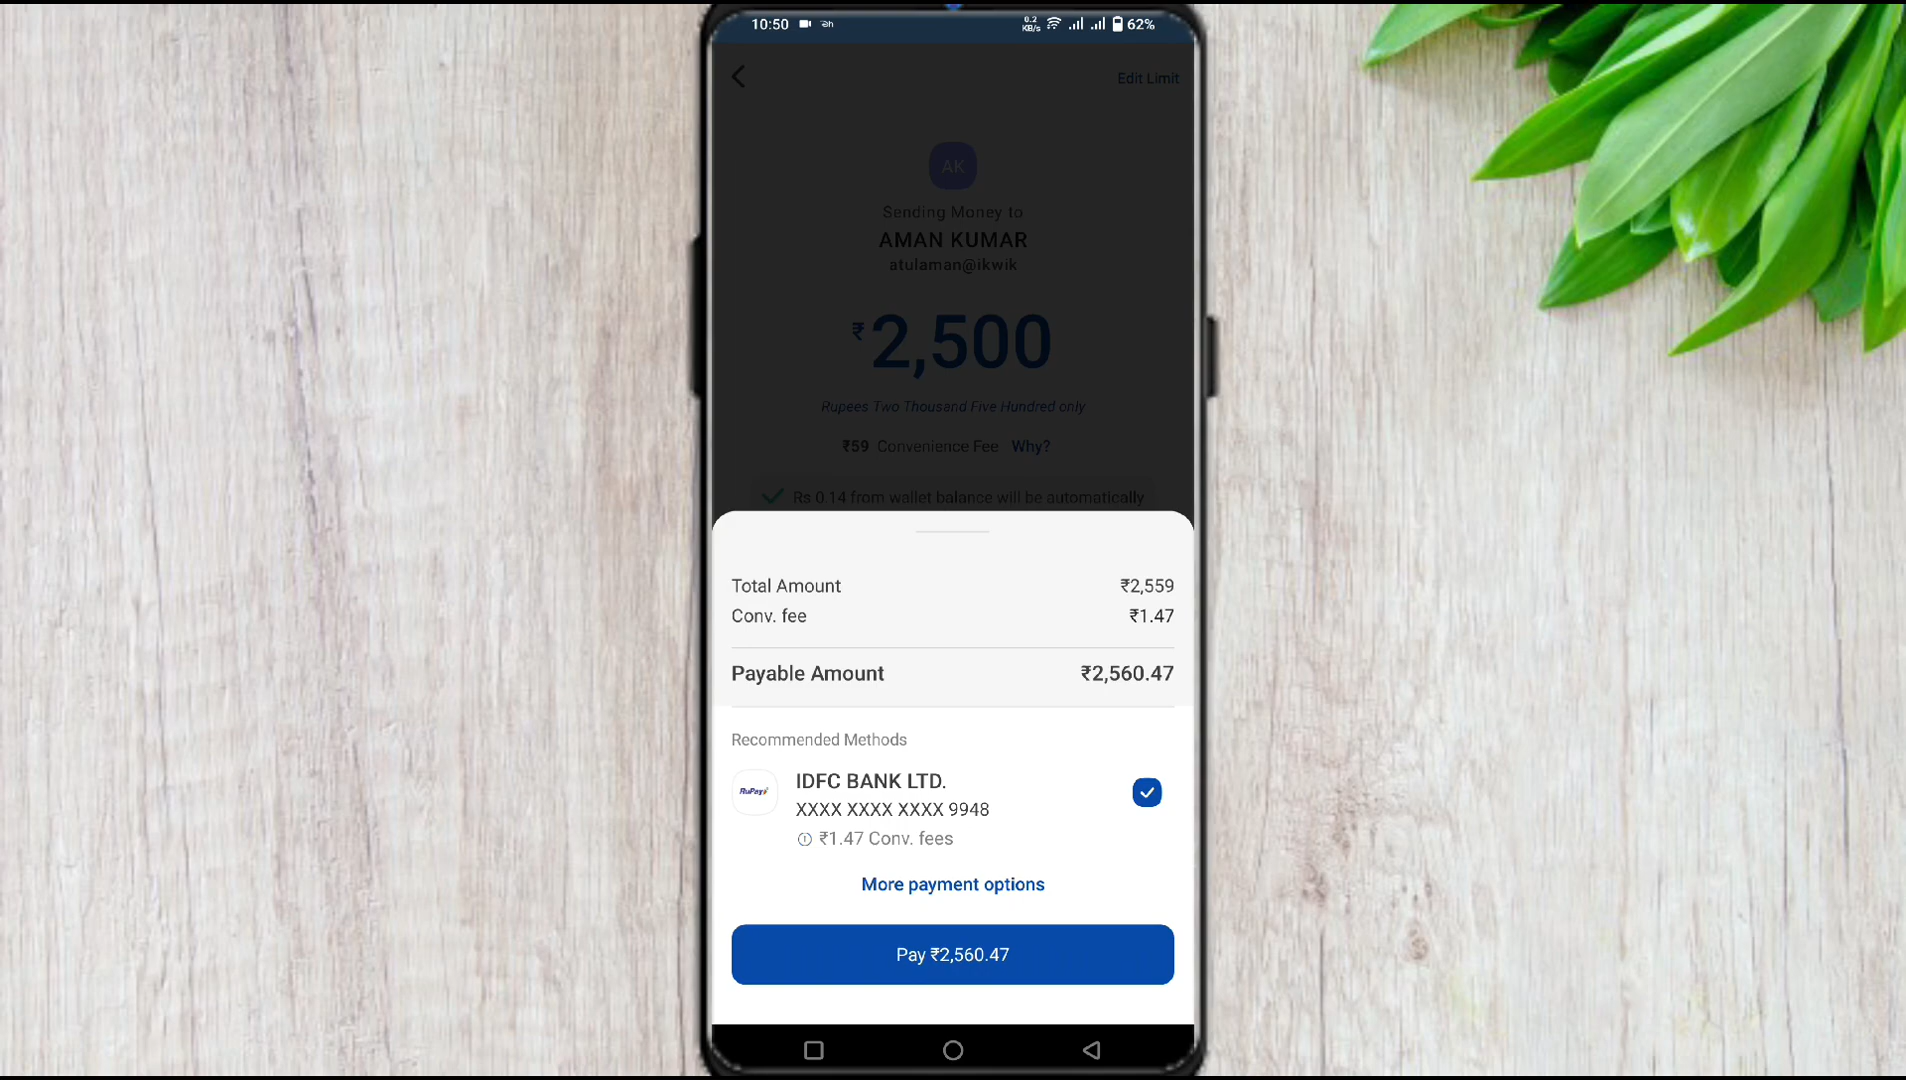 10:50
0.2 KB/s 62%
Edit Limit
AK
Sending Money to
AMAN KUMAR
atulaman@ikwik
₹2,500
Rupees Two Thousand Five Hundred only
₹59 Convenience Fee Why?
Rs 0.14 from wallet balance will be automatically
Total Amount ₹2,559
Conv. fee ₹1.47
Payable Amount ₹2,560.47
Recommended Methods
RuPay
IDFC BANK LTD.
XXXX XXXX XXXX 9948
₹1.47 Conv. fees
More payment options
Pay ₹2,560.47